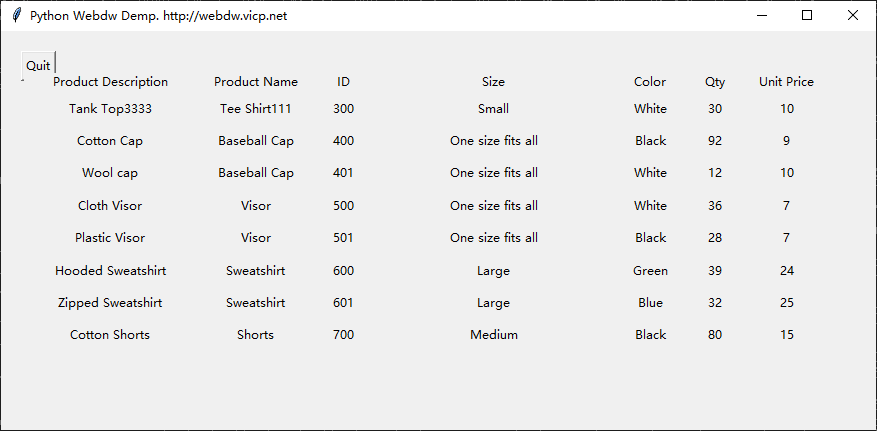 Python Webdw Demp. http://webdw.vicp.net
Quit
Product Description Product Name ID Size Color Qty Unit Price
Tank Top3333 Tee Shirt111 300 Small White 30 10
Cotton Cap Baseball Cap 400 One size fits all Black 92 9
Wool cap Baseball Cap 401 One size fits all White 12 10
Cloth Visor Visor 500 One size fits all White 36 7
Plastic Visor Visor 501 One size fits all Black 28 7
Hooded Sweatshirt Sweatshirt 600 Large Green 39 24
Zipped Sweatshirt Sweatshirt 601 Large Blue 32 25
Cotton Shorts Shorts 700 Medium Black 80 15